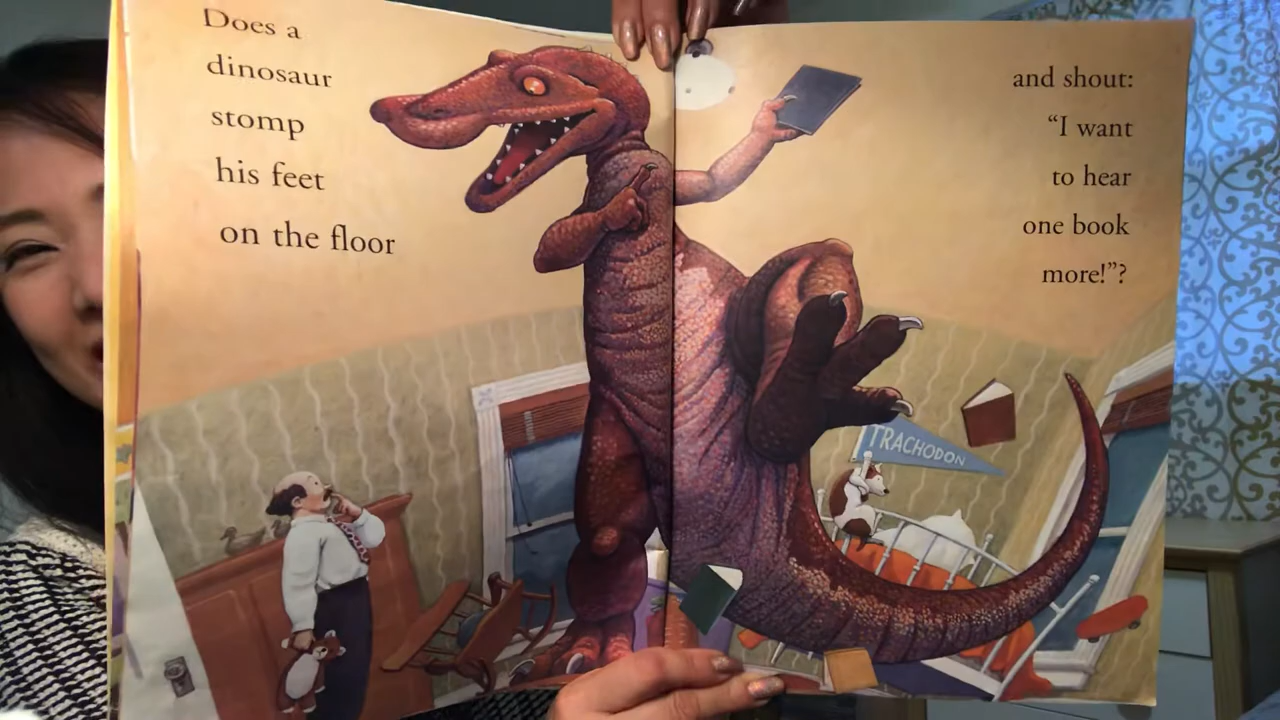 Does a
dinosaur
stomp
his feet
on the floor
and shout:
“I want
to hear
one book
more!”?
TRACHODON